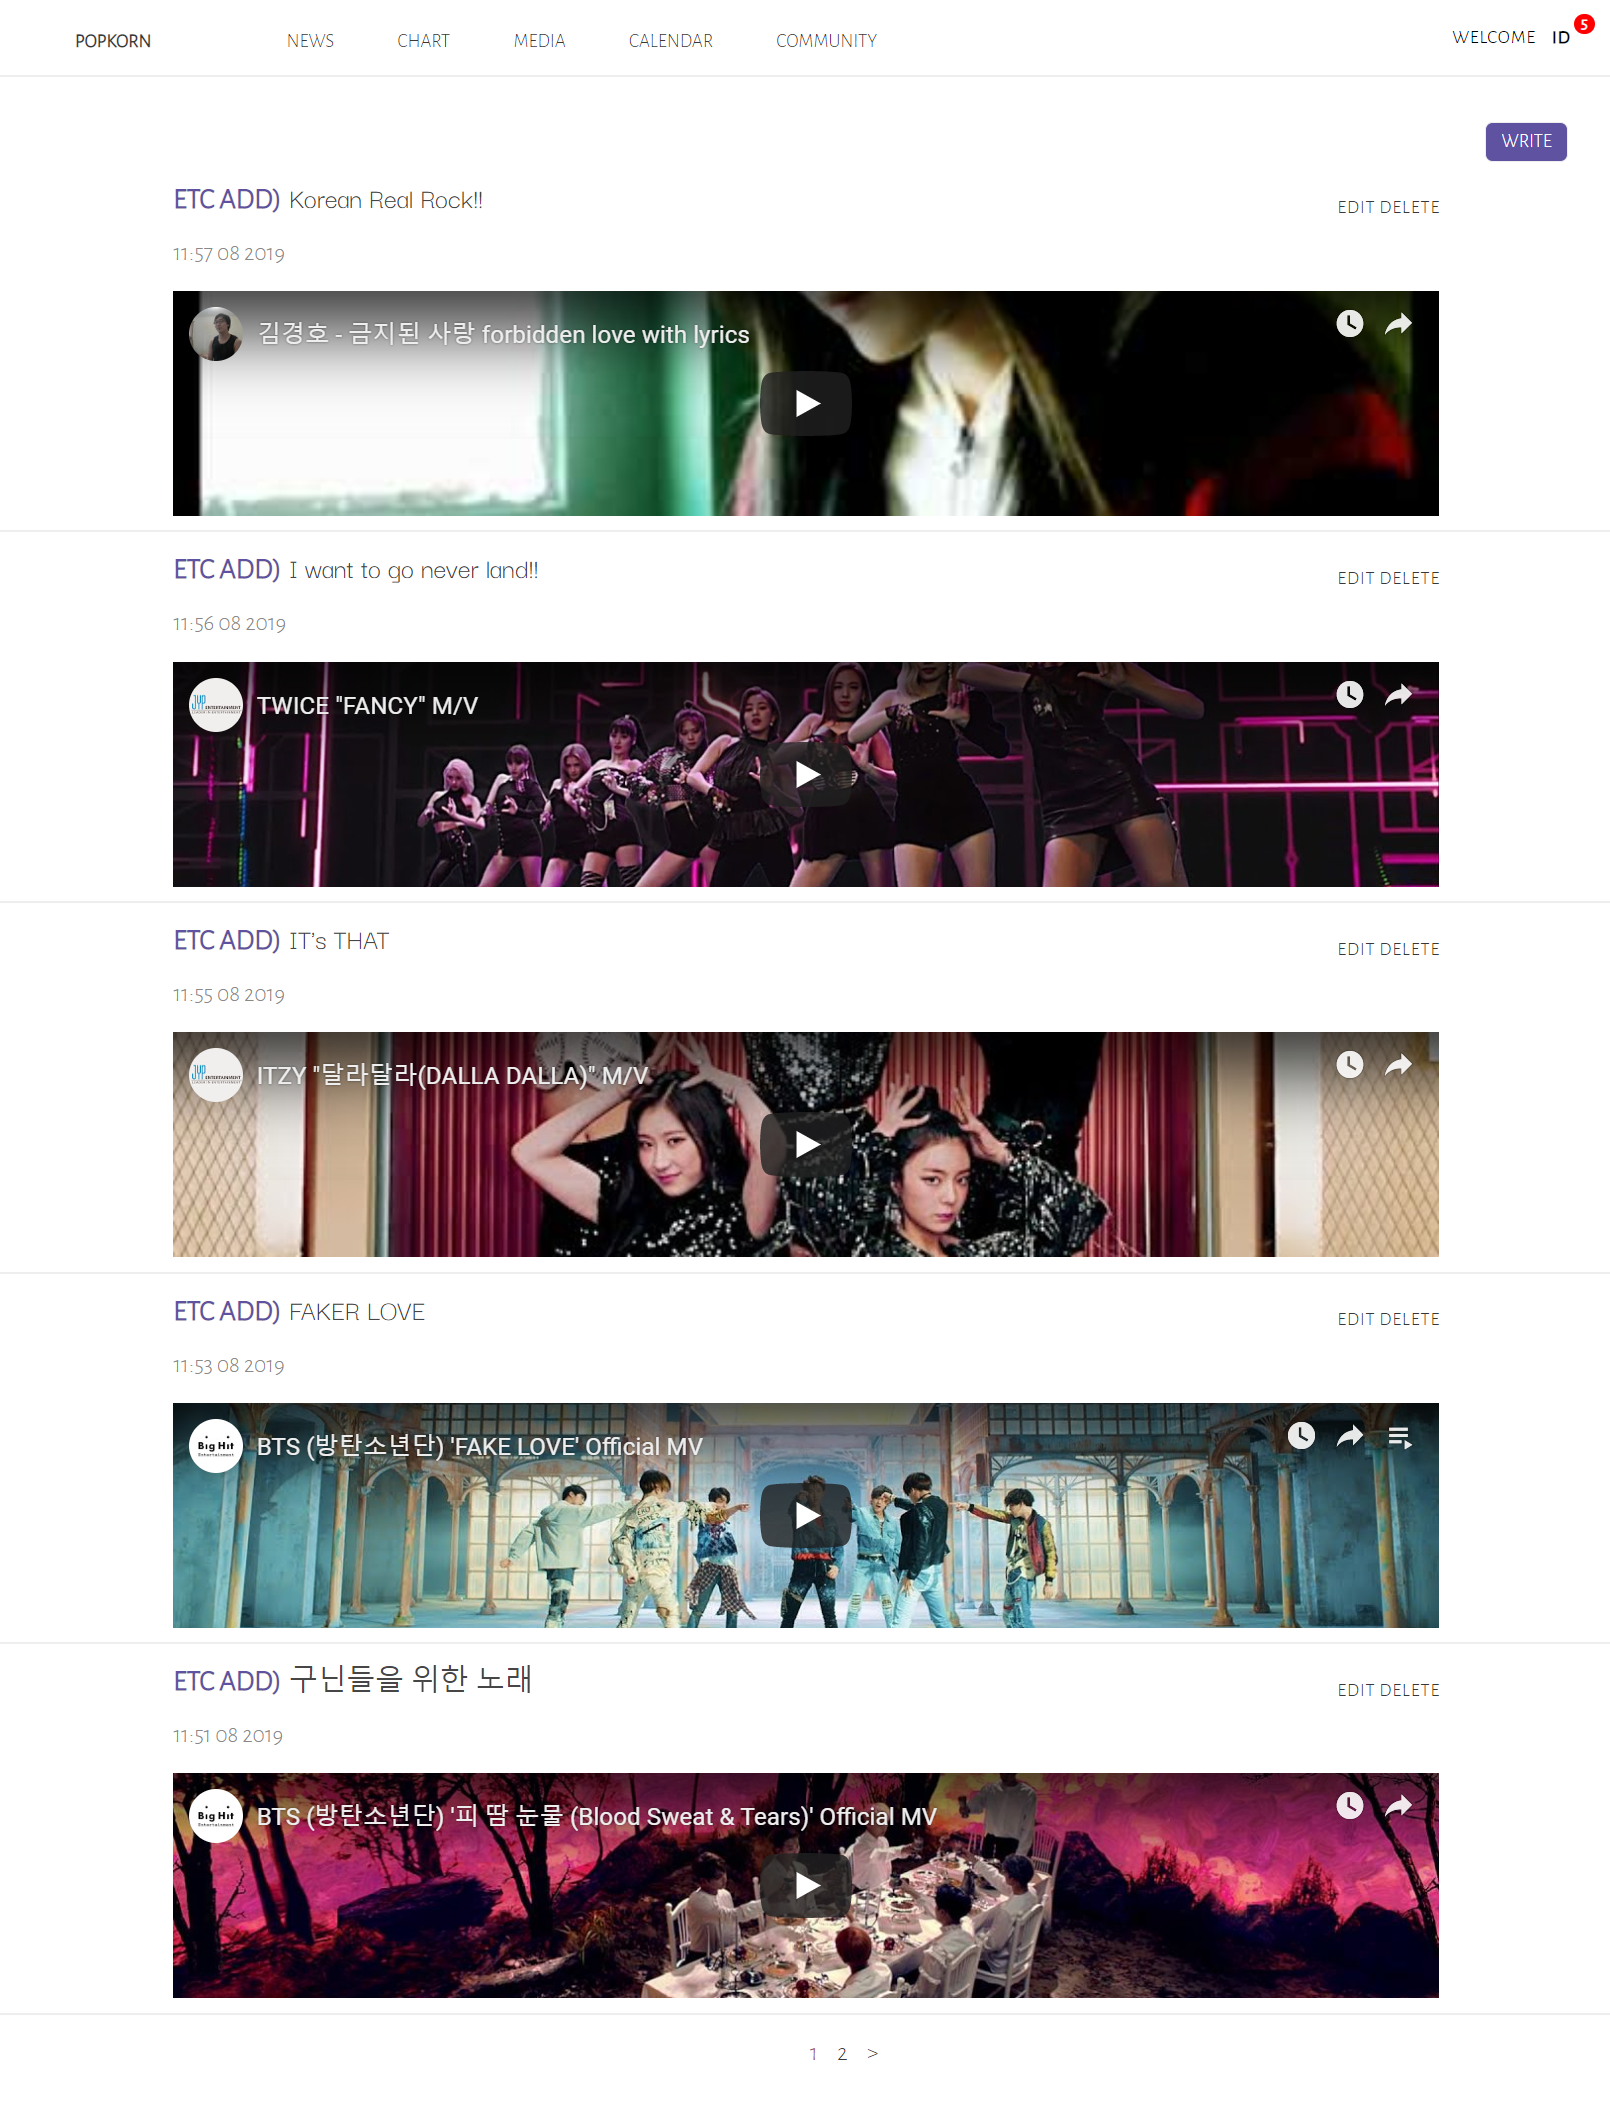 POPKORN NEWS CHART MEDIA CALENDAR COMMUNITY WELCOME ID 5
WRITE
ETC ADD) Korean Real Rock!! EDIT DELETE
11:57 08 2019
김경호 - 금지된 사랑 forbidden love with lyrics
ETC ADD) I want to go never land!! EDIT DELETE
11:56 08 2019
JYP ENTERTAINMENT TWICE "FANCY" M/V
ETC ADD) IT's THAT EDIT DELETE
11:55 08 2019
JYP ENTERTAINMENT ITZY "달라달라(DALLA DALLA)" M/V
ETC ADD) FAKER LOVE EDIT DELETE
11:53 08 2019
Big Hit Entertainment BTS (방탄소년단) 'FAKE LOVE' Official MV
ETC ADD) 구닌들을 위한 노래 EDIT DELETE
11:51 08 2019
Big Hit Entertainment BTS (방탄소년단) '피 땀 눈물 (Blood Sweat & Tears)' Official MV
1 2 >